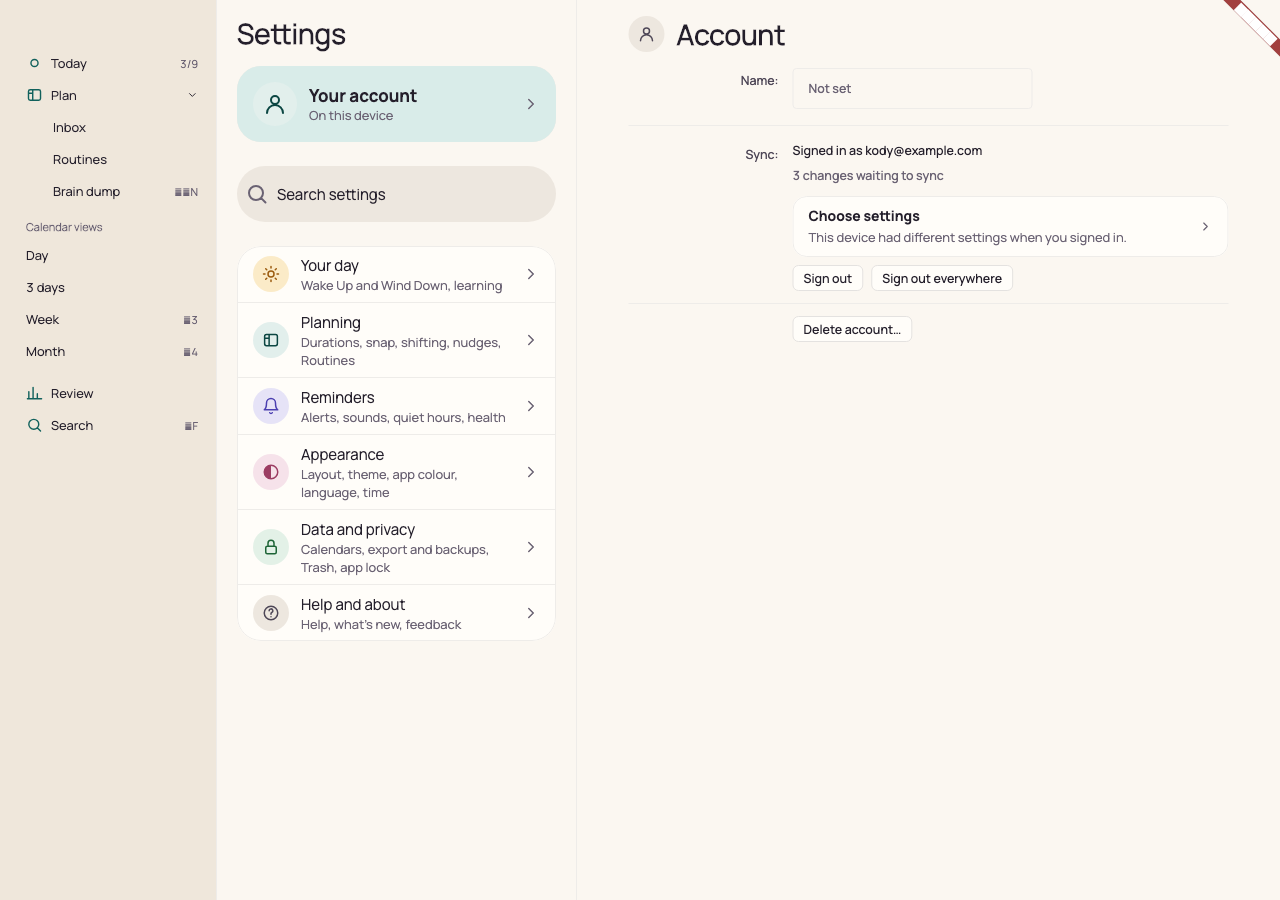 Today 3/9
Plan
Inbox
Routines
Brain dump N
Calendar views
Day
3 days
Week 3
Month 4
Review
Search F
Settings
Your account
On this device
Search settings
Your day
Wake Up and Wind Down, learning
Planning
Durations, snap, shifting, nudges,
Routines
Reminders
Alerts, sounds, quiet hours, health
Appearance
Layout, theme, app colour,
language, time
Data and privacy
Calendars, export and backups,
Trash, app lock
Help and about
Help, what's new, feedback
Account
Name: Not set
Sync: Signed in as kody@example.com
3 changes waiting to sync
Choose settings
This device had different settings when you signed in.
Sign out Sign out everywhere
Delete account…